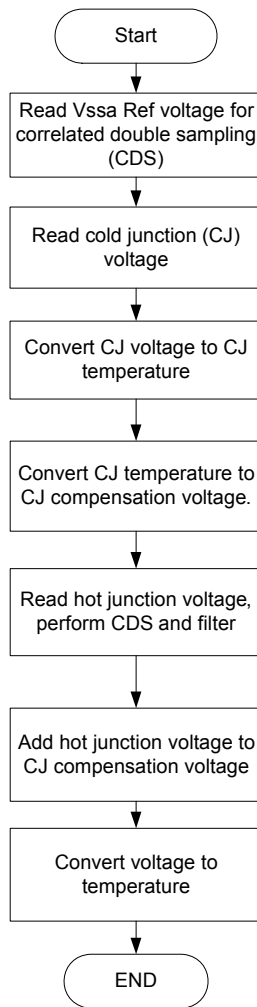 Start
Read Vssa Ref voltage for
correlated double sampling
(CDS)
Read cold junction (CJ)
voltage
Convert CJ voltage to CJ
temperature
Convert CJ temperature to
CJ compensation voltage.
Read hot junction voltage,
perform CDS and filter
Add hot junction voltage to
CJ compensation voltage
Convert voltage to
temperature
END